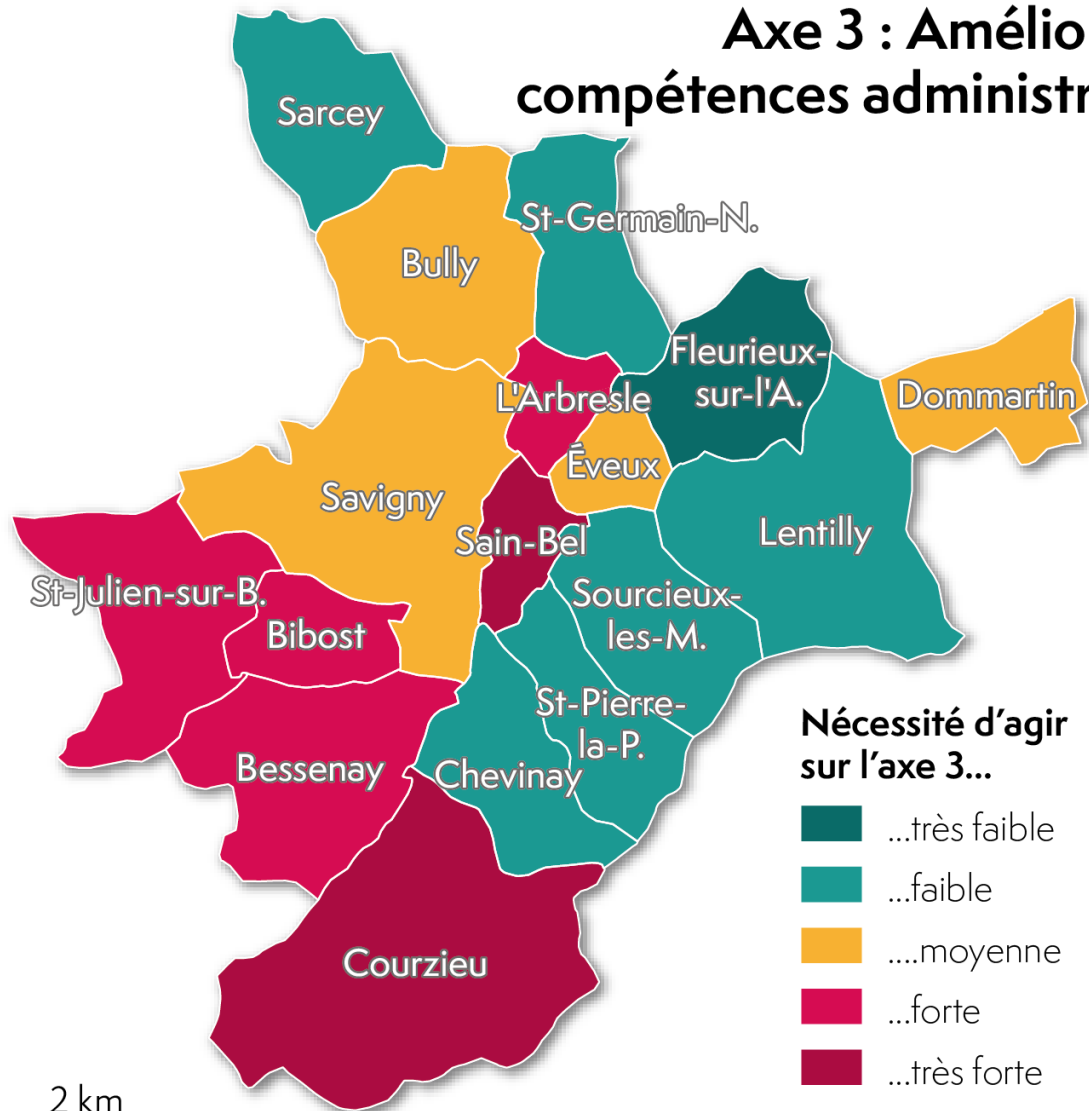 Axe 3 : Amélio
compétences administr
Sarcey
St-Germain-N.
Bully
Fleurieux-
sur-l'A.
L'Arbresle
Dommartin
Éveux
Savigny
Lentilly
Sain-Bel
St-Julien-sur-B.
Sourcieux-
les-M.
Bibost
St-Pierre-
la-P.
Bessenay
Chevinay
Courzieu
Nécessité d’agir
sur l’axe 3...
...très faible
...faible
....moyenne
...forte
...très forte
2 km